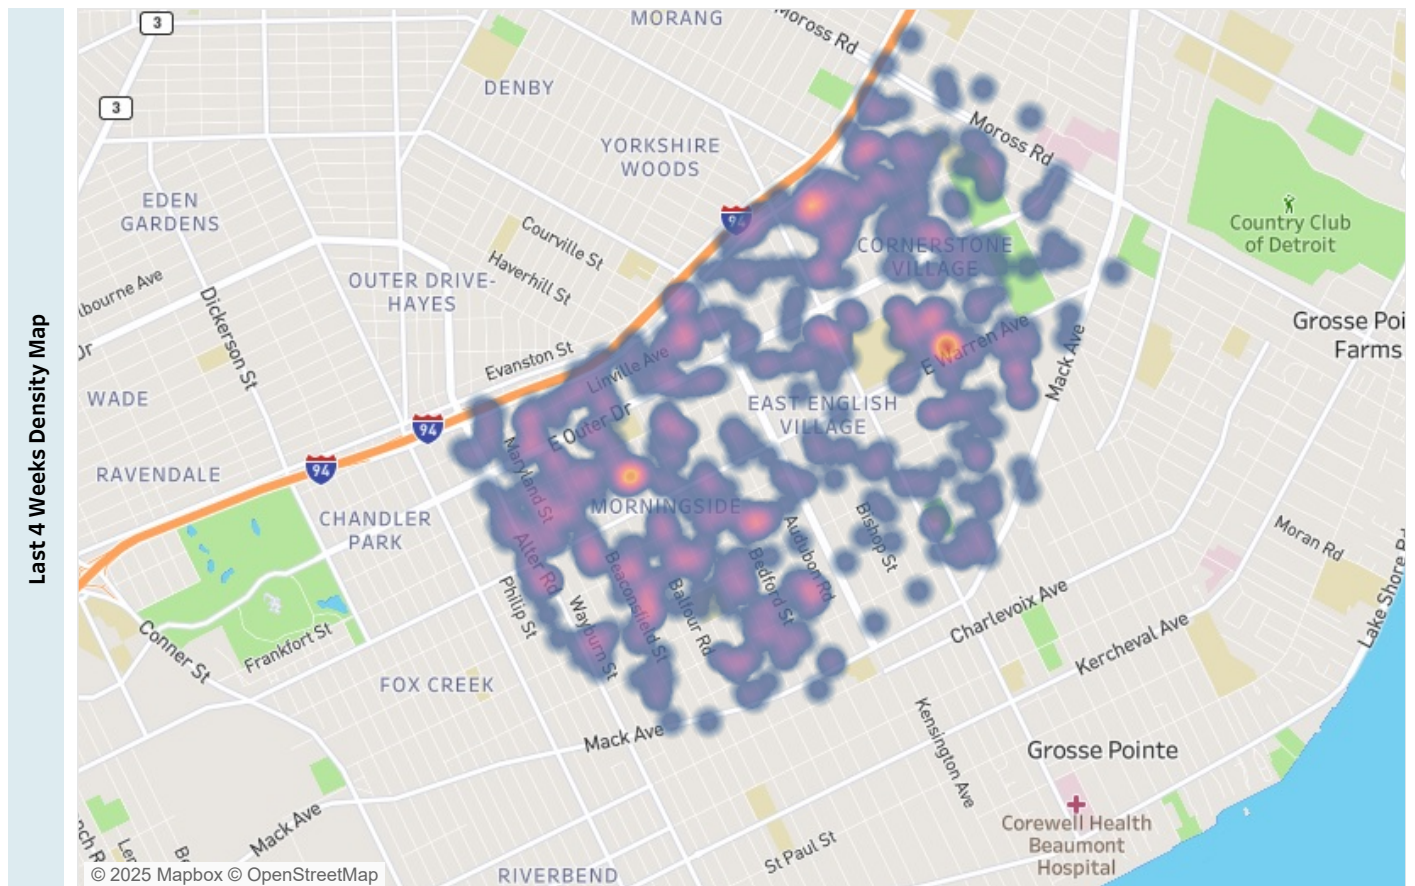 Last 4 Weeks Density Map
3
MORANG
Moross Rd
3
DENBY
YORKSHIRE
WOODS
Moross Rd
EDEN
GARDENS
94
Courville St
CORNERSTONE
VILLAGE
Country Club
of Detroit
Haverhill St
OUTER DRIVE-
HAYES
lbourne Ave
Dickerson St
Dr
Grosse Poi
Farms
E Warren Ave
Mack Ave
Evanston St
Linville Ave
WADE
EAST ENGLISH
VILLAGE
E Outer Dr
94
94
RAVENDALE
Maryland St
MORNINGSIDE
CHANDLER
PARK
Audubon Rd
Bishop St
Moran Rd
Alter Rd
Philip St
Wayburn St
Beaconsfield St
Balfour Rd
Bedford St
Lake Shore R
Conner St
Frankfort St
Charlevoix Ave
Kercheval Ave
FOX CREEK
Mack Ave
Kensington Ave
Grosse Pointe
Mack Ave
Corewell Health
Beaumont
Hospital
St Paul St
RIVERBEND
© 2025 Mapbox © OpenStreetMap